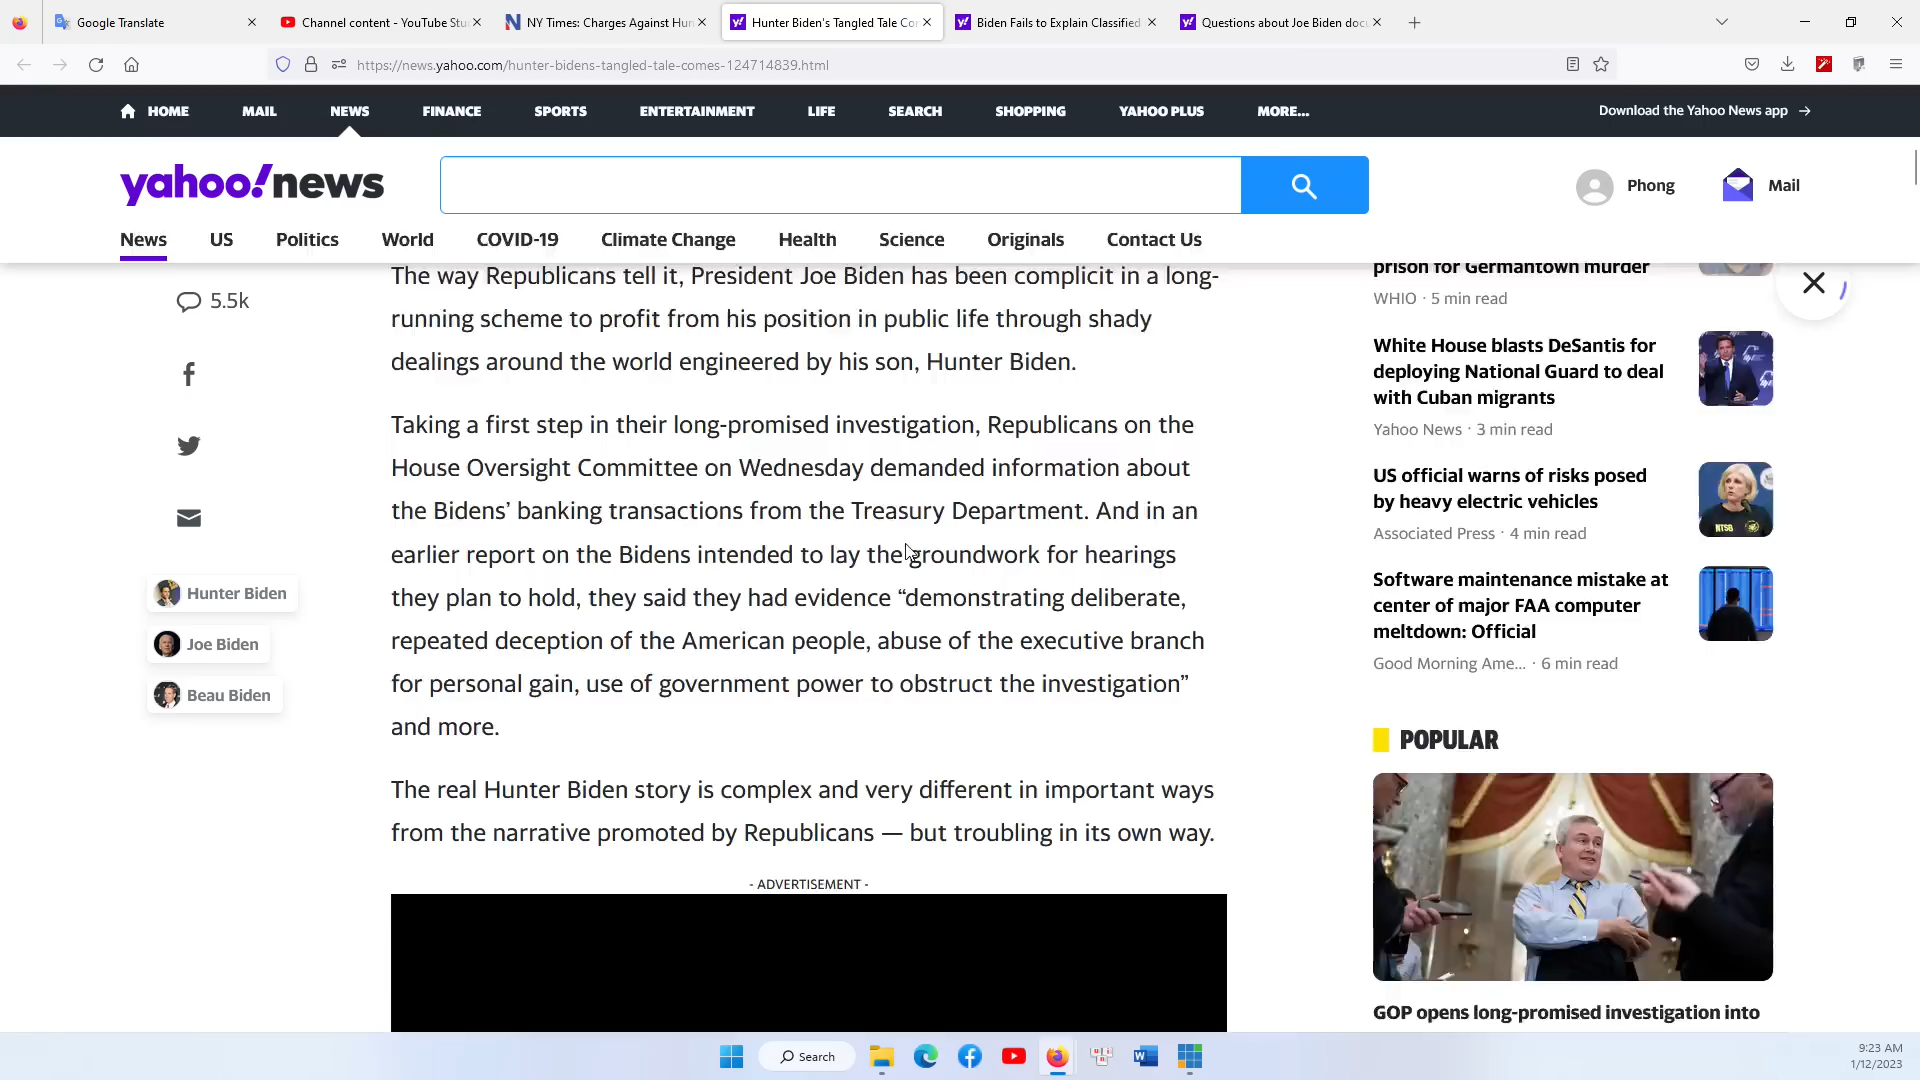 Google Translate
Channel content - YouTube Stu
NY Times: Charges Against Hun
Hunter Biden's Tangled Tale Co
Biden Fails to Explain Classified
Questions about Joe Biden doc
https://news.yahoo.com/hunter-bidens-tangled-tale-comes-124714839.html
HOME
MAIL
NEWS
FINANCE
SPORTS
ENTERTAINMENT
LIFE
SEARCH
SHOPPING
YAHOO PLUS
MORE...
Download the Yahoo News app →
yahoo!news
Phong
Mail
News
US
Politics
World
COVID-19
Climate Change
Health
Science
Originals
Contact Us
5.5k
Hunter Biden
Joe Biden
Beau Biden
The way Republicans tell it, President Joe Biden has been complicit in a long-
running scheme to profit from his position in public life through shady
dealings around the world engineered by his son, Hunter Biden.
Taking a first step in their long-promised investigation, Republicans on the
House Oversight Committee on Wednesday demanded information about
the Bidens’ banking transactions from the Treasury Department. And in an
earlier report on the Bidens intended to lay the groundwork for hearings
they plan to hold, they said they had evidence “demonstrating deliberate,
repeated deception of the American people, abuse of the executive branch
for personal gain, use of government power to obstruct the investigation”
and more.
The real Hunter Biden story is complex and very different in important ways
from the narrative promoted by Republicans — but troubling in its own way.
- ADVERTISEMENT -
prison for Germantown murder
WHIO · 5 min read
White House blasts DeSantis for
deploying National Guard to deal
with Cuban migrants
Yahoo News · 3 min read
US official warns of risks posed
by heavy electric vehicles
Associated Press · 4 min read
NTSB
Software maintenance mistake at
center of major FAA computer
meltdown: Official
Good Morning Ame... · 6 min read
POPULAR
GOP opens long-promised investigation into
Search
9:23 AM
1/12/2023